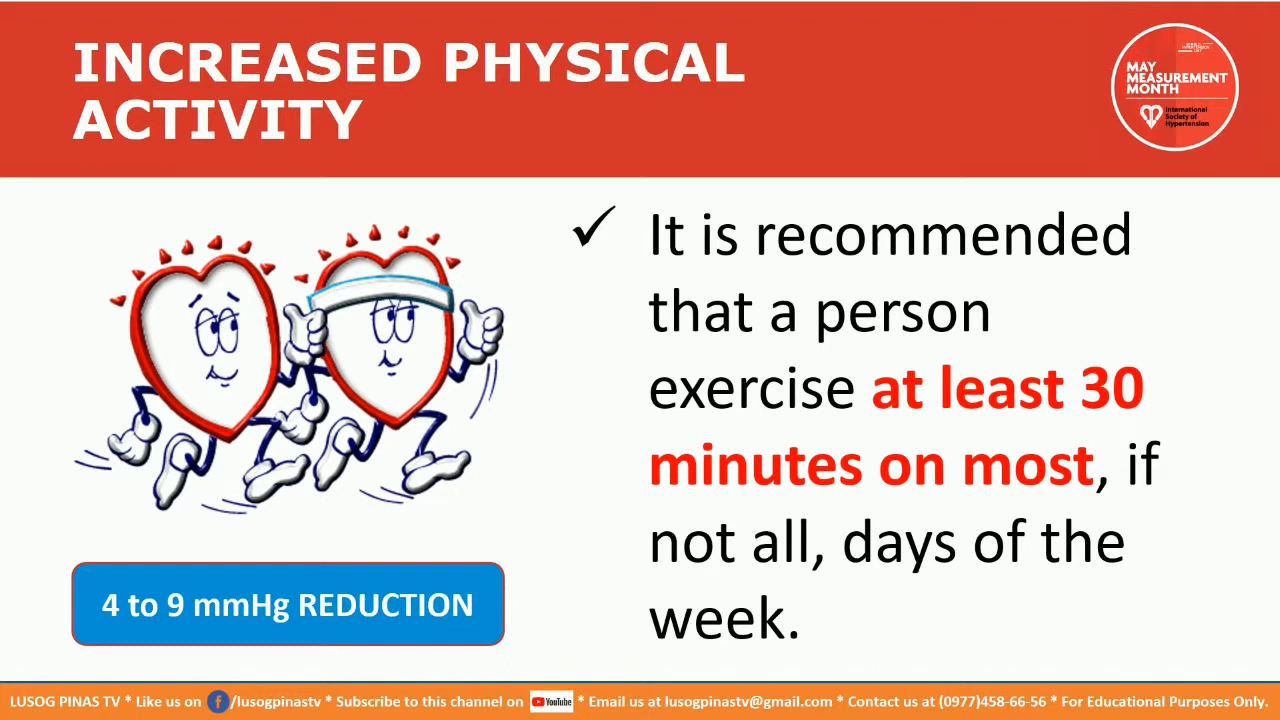 INCREASED PHYSICAL
ACTIVITY
MAY
MEASUREMENT
MONTH
International
Society of
Hypertension
✓ It is recommended
that a person
exercise at least 30
minutes on most, if
not all, days of the
week.
4 to 9 mmHg REDUCTION
LUSOG PINAS TV * Like us on f/lusogpinastv * Subscribe to this channel on YouTube * Email us at lusogpinastv@gmail.com * Contact us at (0977)458-66-56 * For Educational Purposes Only.